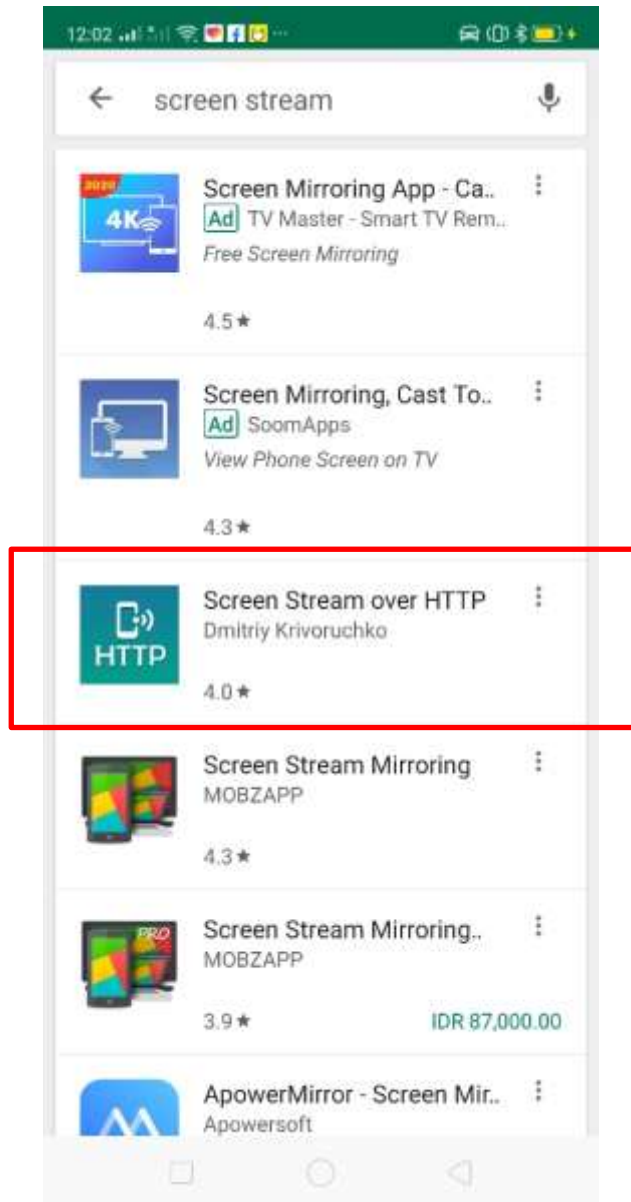 12:02
screen stream
2020
4K
Screen Mirroring App - Ca..
Ad TV Master - Smart TV Rem..
Free Screen Mirroring
4.5★
Screen Mirroring, Cast To..
Ad SoomApps
View Phone Screen on TV
4.3★
HTTP
Screen Stream over HTTP
Dmitriy Krivoruchko
4.0★
Screen Stream Mirroring
MOBZAPP
4.3★
PRO
Screen Stream Mirroring..
MOBZAPP
3.9★ IDR 87,000.00
ApowerMirror - Screen Mir..
Apowersoft